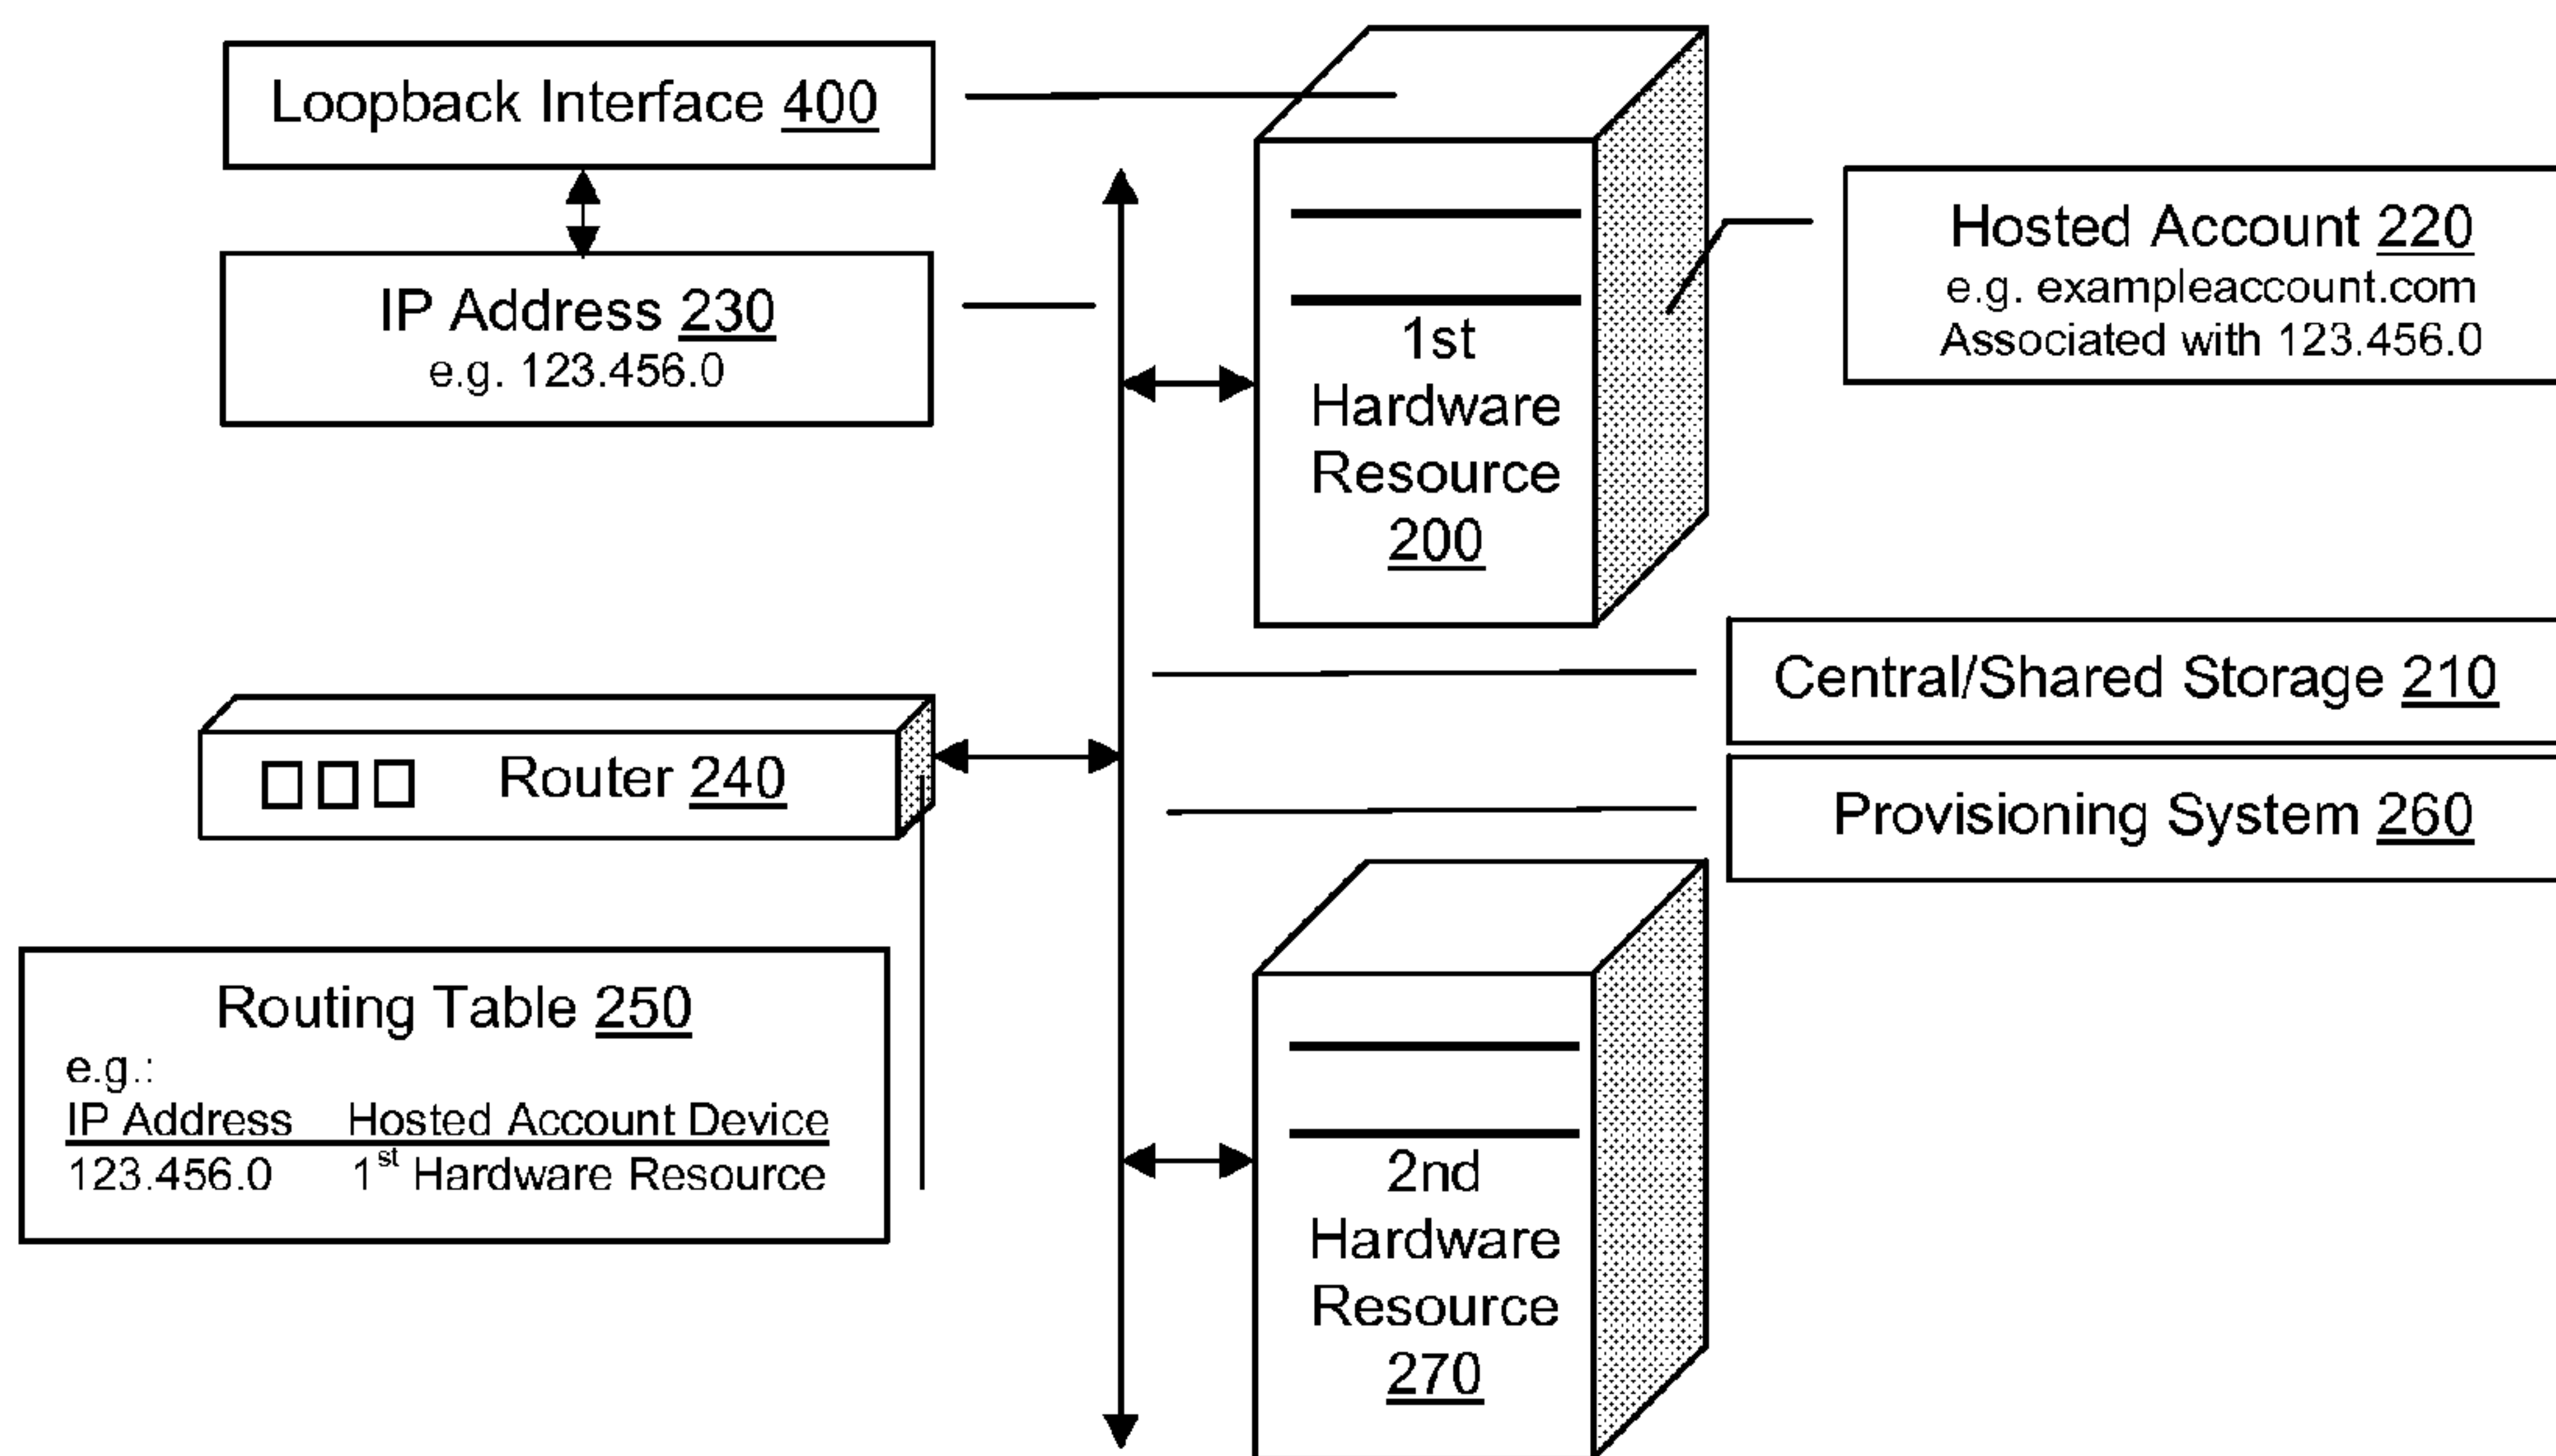 Loopback Interface 400
IP Address 230
e.g. 123.456.0
1st
Hardware
Resource
200
Hosted Account 220
e.g. exampleaccount.com
Associated with 123.456.0
Central/Shared Storage 210
Router 240
Provisioning System 260
Routing Table 250
e.g.:
IP Address Hosted Account Device
123.456.0 1st Hardware Resource
2nd
Hardware
Resource
270